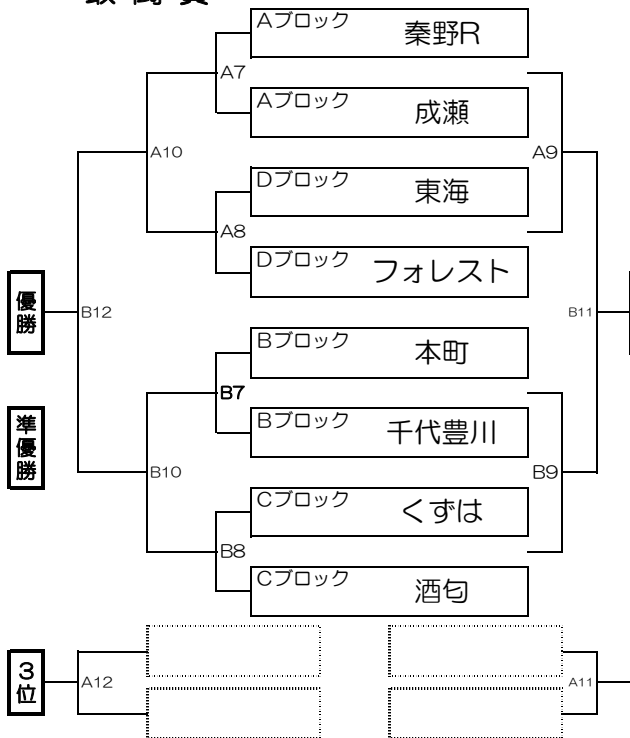 Aブロック 秦野R
A7
Aブロック 成瀬
A10
A9
Dブロック 東海
A8
Dブロック フォレスト
優勝
B12
B11
Bブロック 本町
B7
Bブロック 千代豊川
準優勝
B10
B9
Cブロック くずは
B8
Cブロック 酒匂
3位
A12
A11